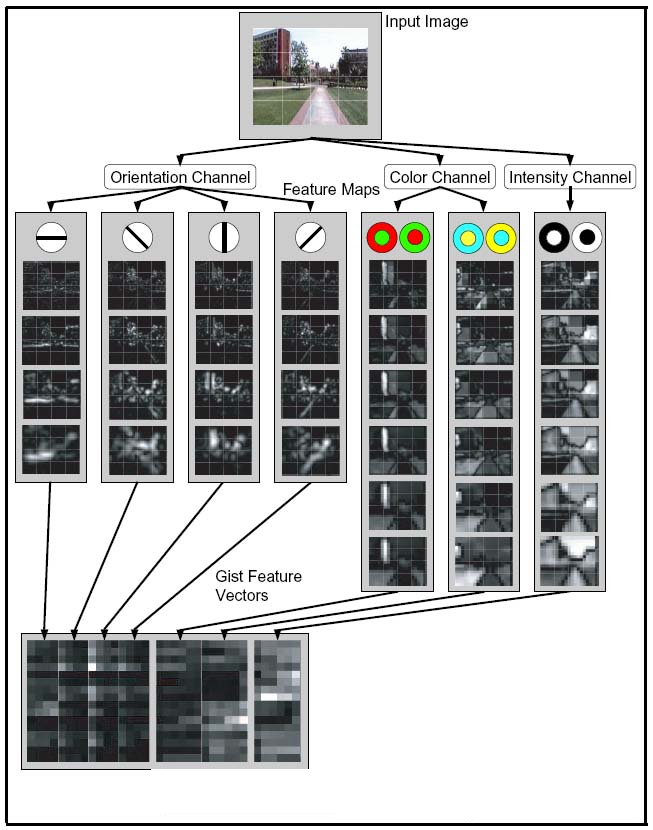 Input Image
Orientation Channel
Color Channel
Intensity Channel
Feature Maps
Gist Feature
Vectors